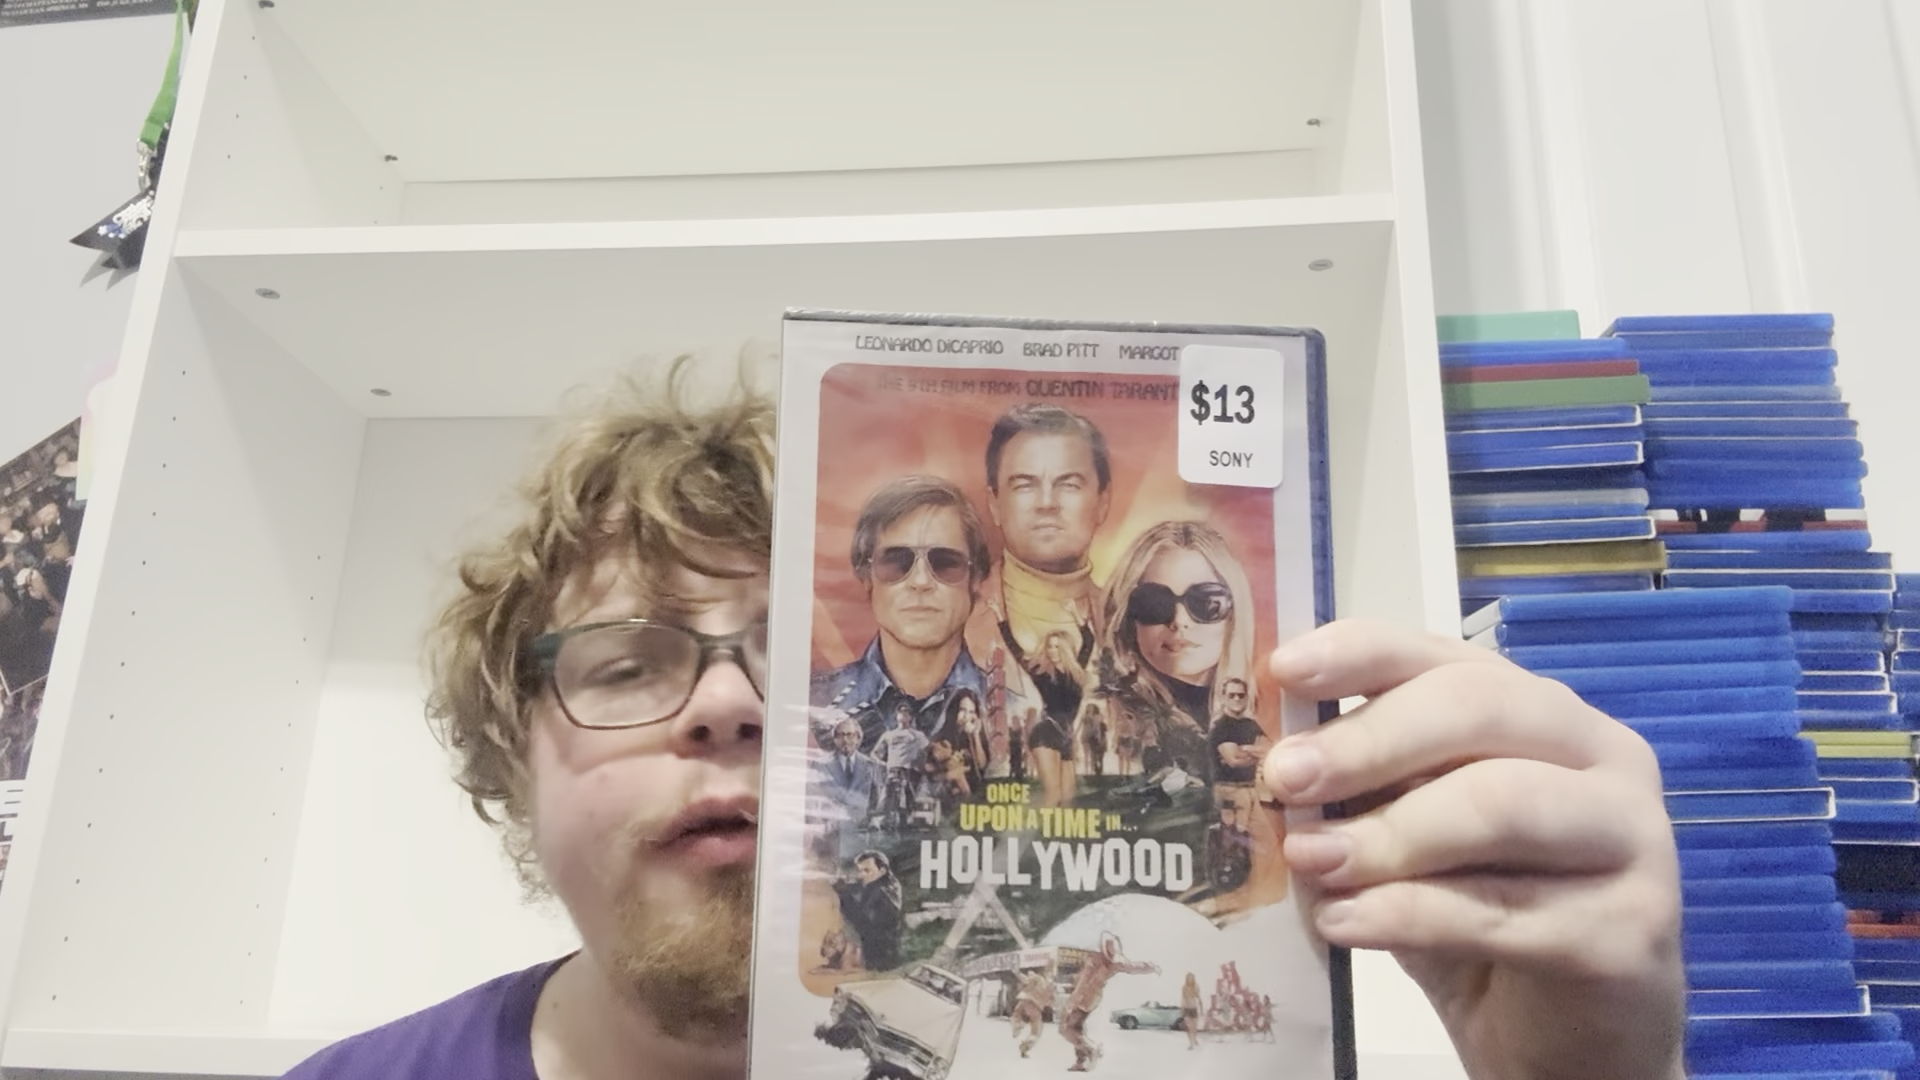 LEONARDO DiCAPRIO BRAD PITT MARGOT
THE 9TH FILM FROM QUENTIN TARANT
$13
SONY
ONCE
UPON A TIME IN...
HOLLYWOOD